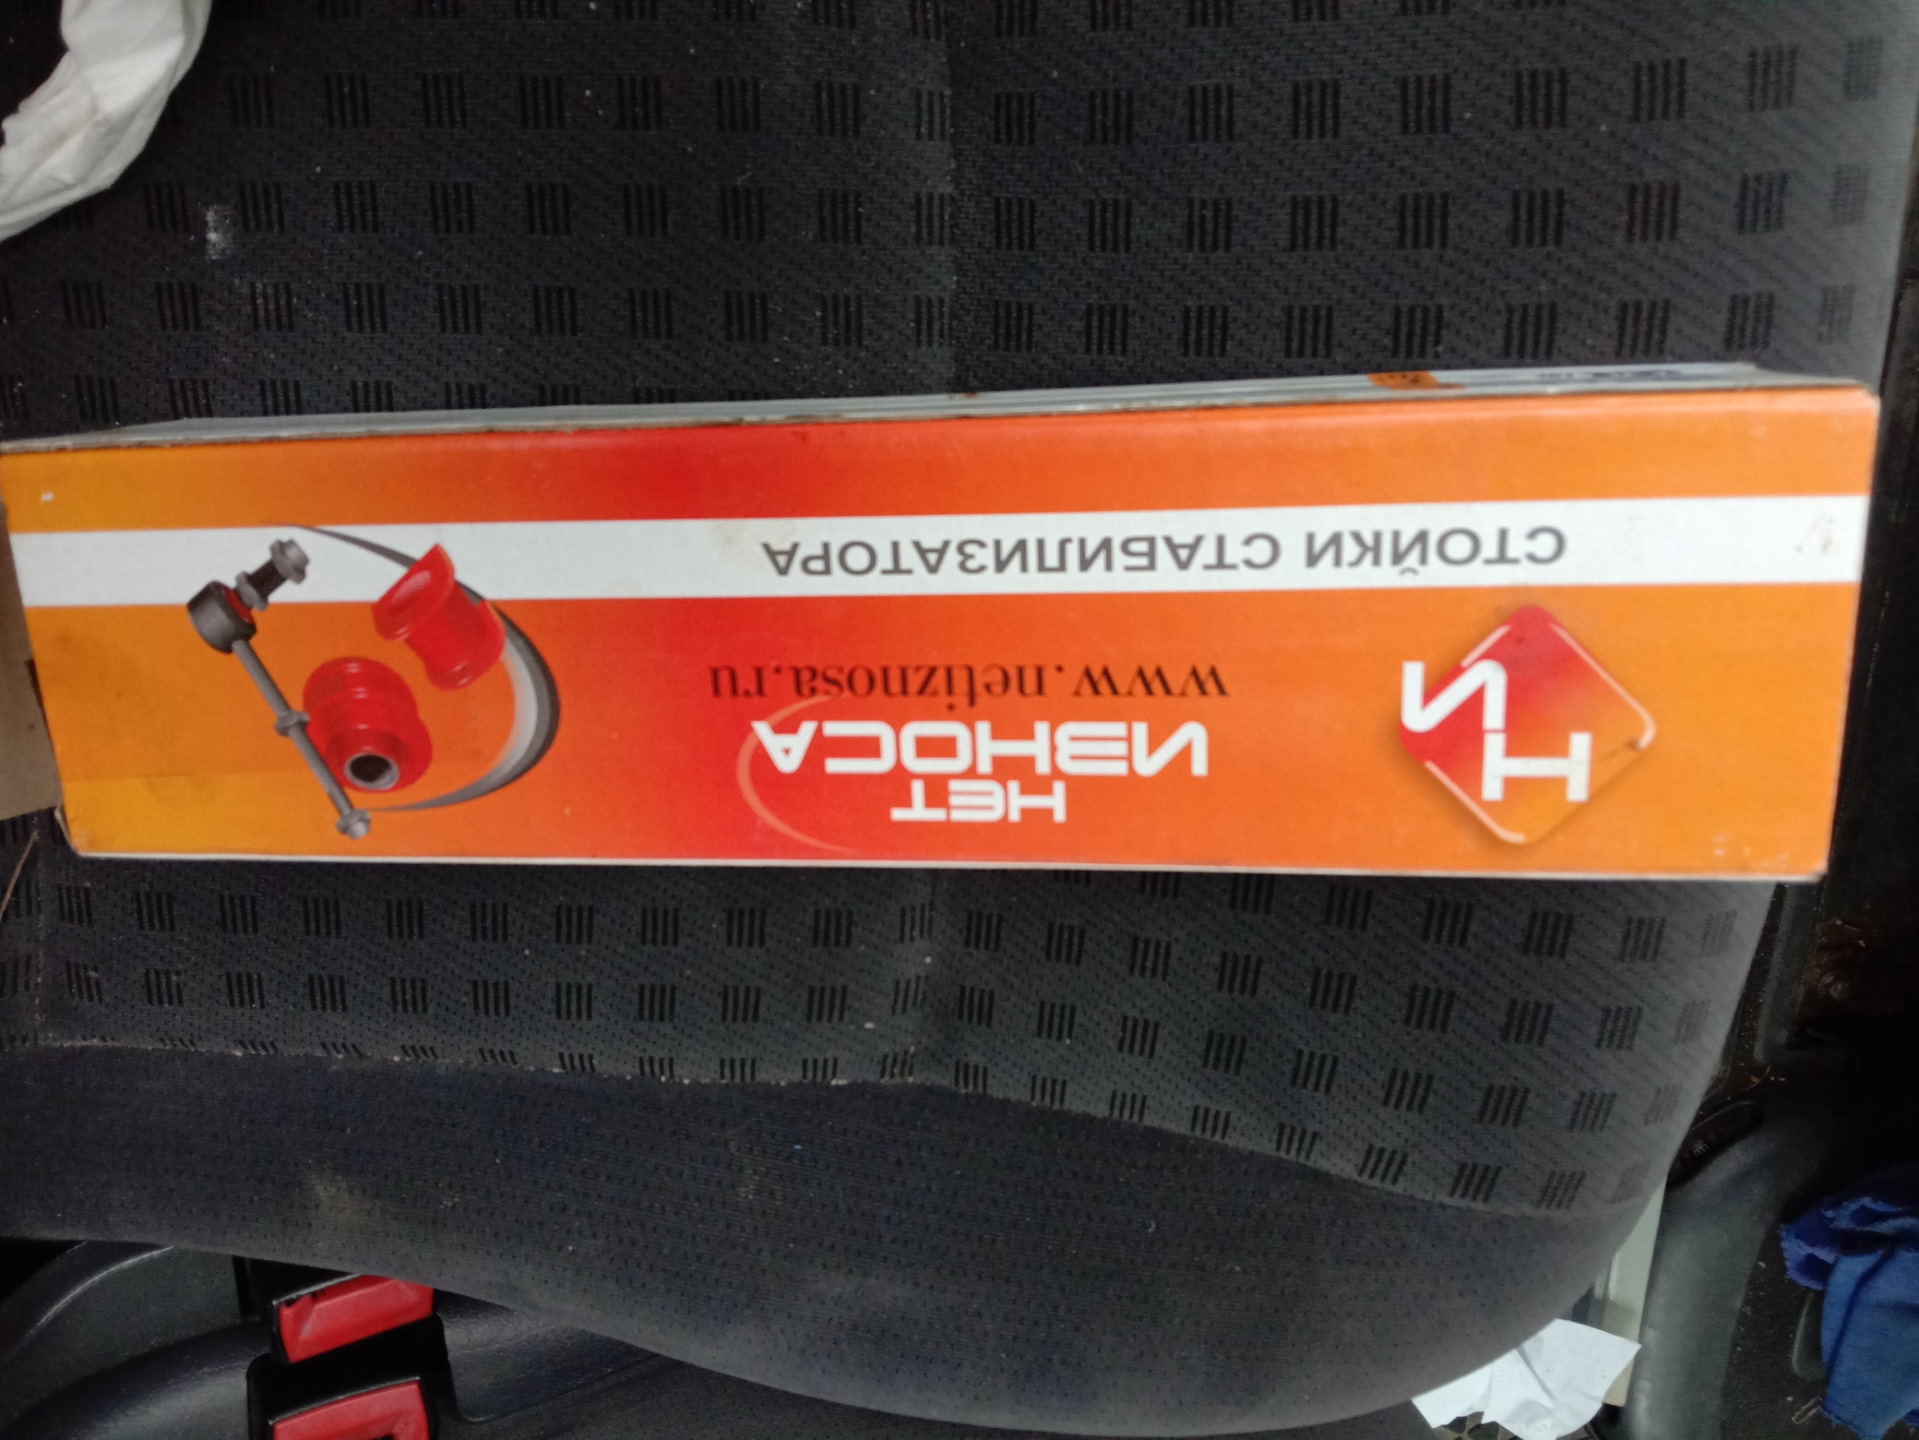 НИ
НЕТ
ИЗНОСА
www.netiznosa.ru
СТОЙКИ СТАБИЛИЗАТОРА